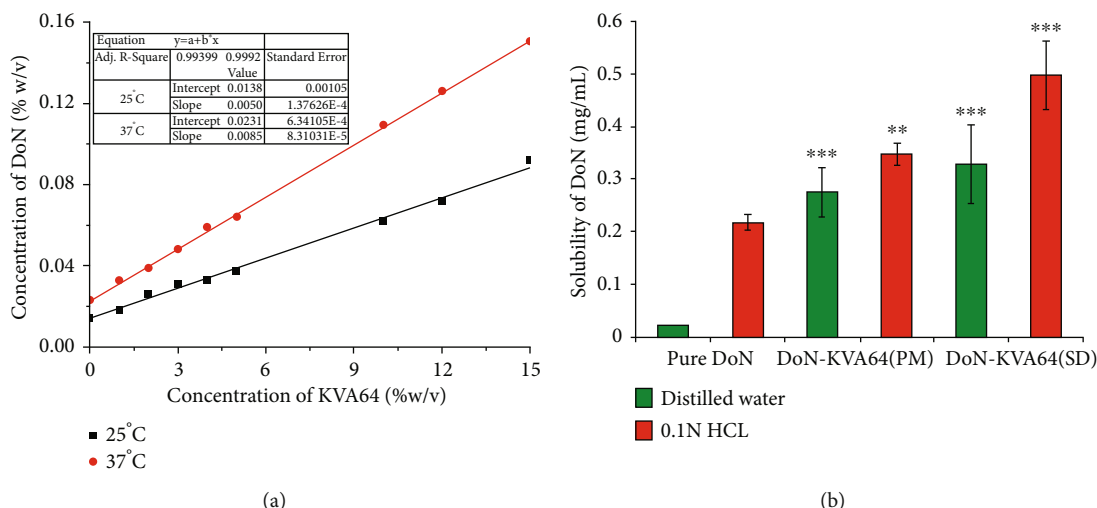 0.16
0.12
0.08
0.04
0.00
Concentration of DoN (% w/v)
Equation y=a+b*x
Adj. R-Square 0.99399 0.9992 Standard Error
Value
25°C Intercept 0.0138 0.00105
Slope 0.0050 1.37626E-4
37°C Intercept 0.0231 6.34105E-4
Slope 0.0085 8.31031E-5
0 3 6 9 12 15
Concentration of KVA64 (%w/v)
25°C
37°C
(a)
0.6
0.5
0.4
0.3
0.2
0.1
0
Solubility of DoN (mg/mL)
*** ** *** ***
Pure DoN DoN-KVA64(PM) DoN-KVA64(SD)
Distilled water
0.1N HCL
(b)